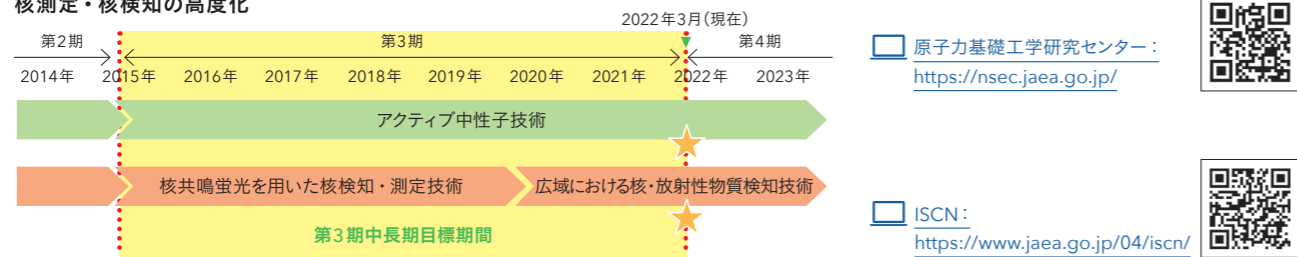 核測定・核検知の高度化
2022年3月(現在)
第2期
第3期
第4期
2014年 2015年 2016年 2017年 2018年 2019年 2020年 2021年 2022年 2023年
アクティブ中性子技術
核共鳴蛍光を用いた核検知・測定技術
広域における核・放射性物質検知技術
第3期中長期目標期間
原子力基礎工学研究センター：
https://nsec.jaea.go.jp/
ISCN：
https://www.jaea.go.jp/04/iscn/